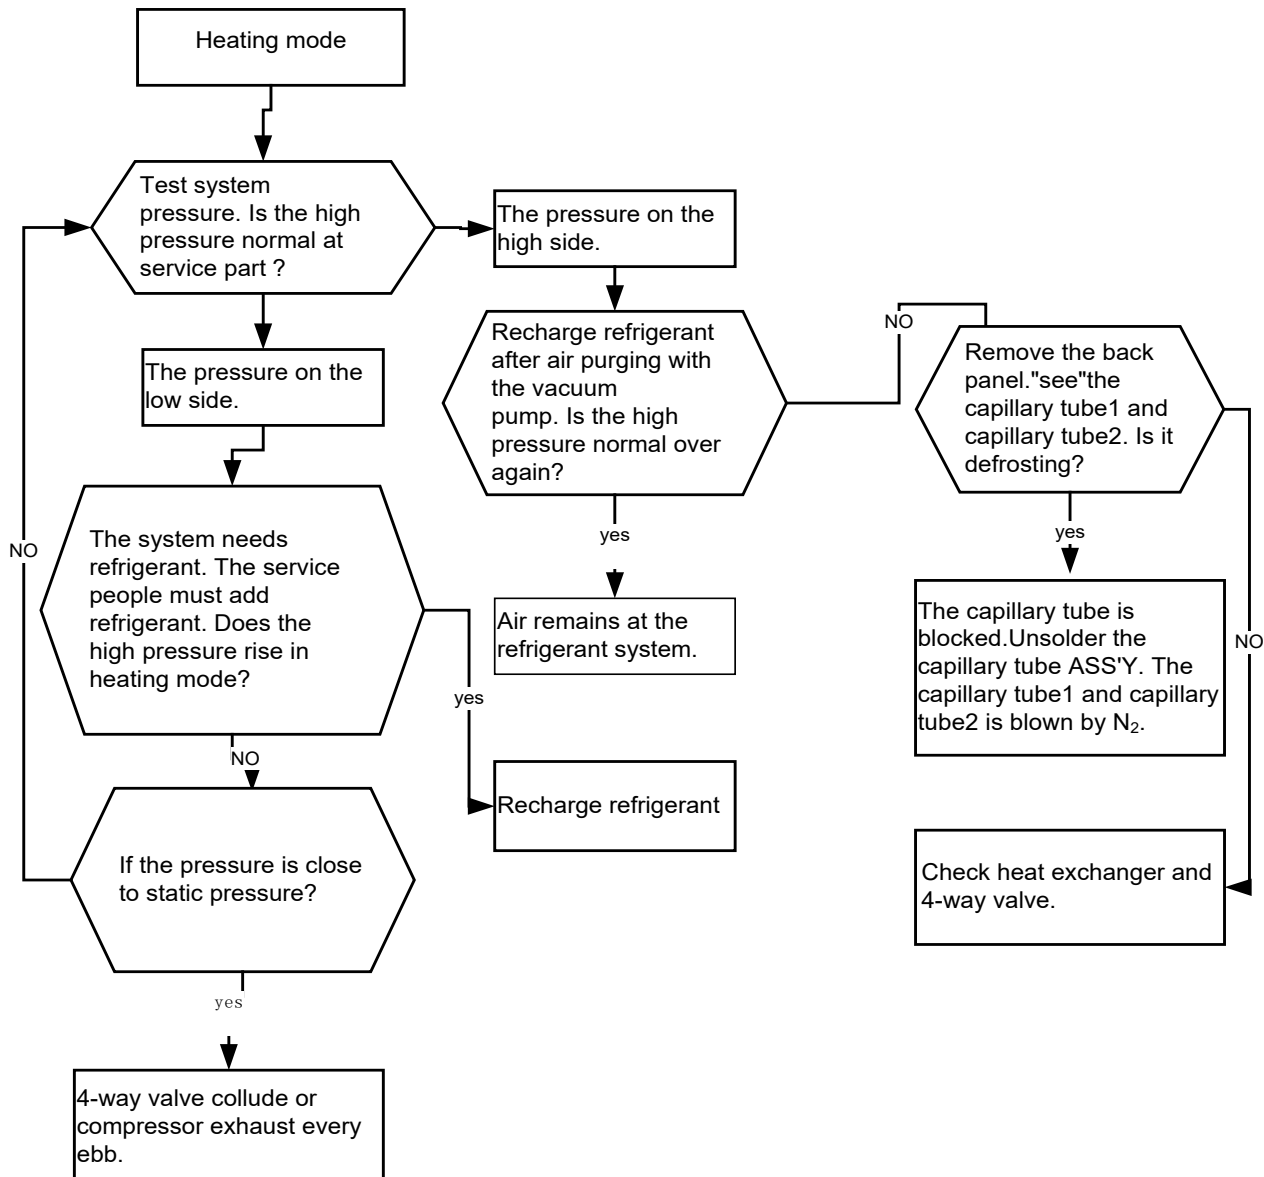 Heating mode
Test system
pressure. Is the high
pressure normal at
service part ?
The pressure on the
high side.
The pressure on the
low side.
Recharge refrigerant
after air purging with
the vacuum
pump. Is the high
pressure normal over
again?
NO
Remove the back
panel."see"the
capillary tube1 and
capillary tube2. Is it
defrosting?
The system needs
refrigerant. The service
people must add
refrigerant. Does the
high pressure rise in
heating mode?
NO
yes
yes
Air remains at the
refrigerant system.
The capillary tube is
blocked.Unsolder the
capillary tube ASS'Y. The
capillary tube1 and capillary
tube2 is blown by N₂.
NO
yes
NO
Recharge refrigerant
If the pressure is close
to static pressure?
Check heat exchanger and
4-way valve.
yes
4-way valve collude or
compressor exhaust every
ebb.